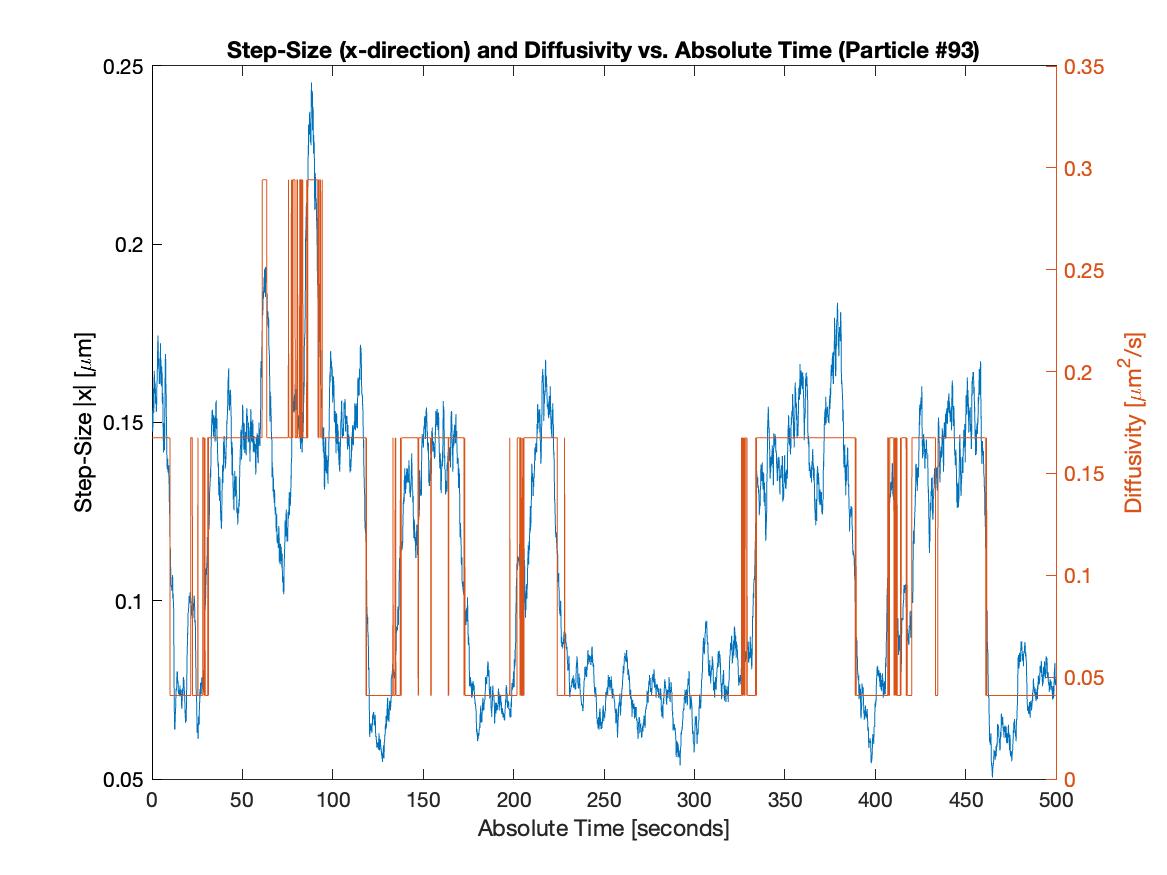 Step-Size (x-direction) and Diffusivity vs. Absolute Time (Particle #93)
0.25
0.2
0.15
0.1
0.05
Step-Size |x| [μm]
0.35
0.3
0.25
0.2
0.15
0.1
0.05
0
Diffusivity [μm²/s]
0 50 100 150 200 250 300 350 400 450 500
Absolute Time [seconds]